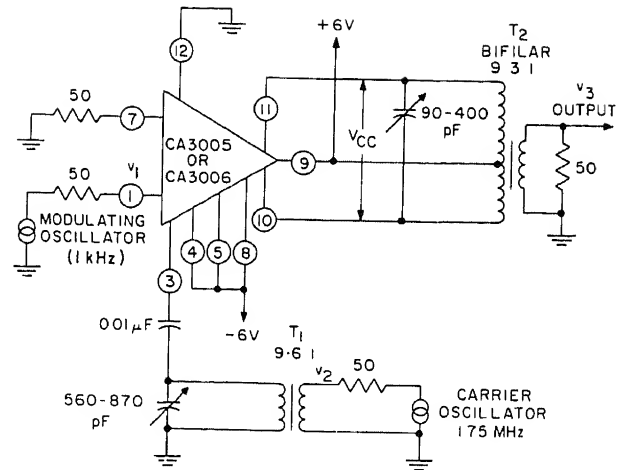 +6V
T2
BIFILAR
9 3 1
12
50
7
11
v3
OUTPUT
CA3005
OR
CA3006
VCC
90-400
pF
9
50
v1
50
1
MODULATING
OSCILLATOR
(1 kHz)
10
4
5
8
3
-6V
001µF
T1
9·6 1
v2
50
560-870
pF
CARRIER
OSCILLATOR
175 MHz